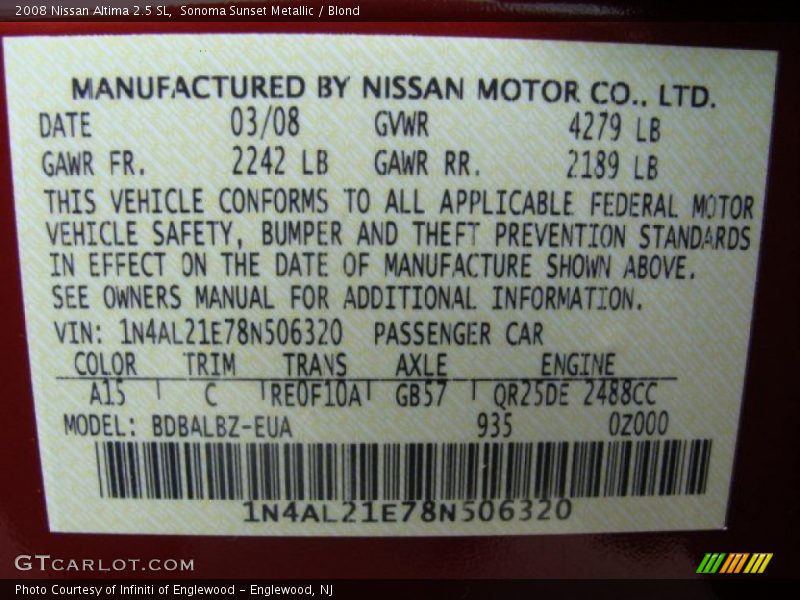 2008 Nissan Altima 2.5 SL,  Sonoma Sunset Metallic / Blond
MANUFACTURED BY NISSAN MOTOR CO., LTD.
DATE 03/08 GVWR 4279 LB
GAWR FR. 2242 LB GAWR RR. 2189 LB
THIS VEHICLE CONFORMS TO ALL APPLICABLE FEDERAL MOTOR
VEHICLE SAFETY, BUMPER AND THEFT PREVENTION STANDARDS
IN EFFECT ON THE DATE OF MANUFACTURE SHOWN ABOVE.
SEE OWNERS MANUAL FOR ADDITIONAL INFORMATION.
VIN: 1N4AL21E78N506320 PASSENGER CAR
COLOR TRIM TRANS AXLE ENGINE
A15 C RE0F10A GB57 QR25DE 2488CC
MODEL: BDBALBZ-EUA 935 0Z000
1N4AL21E78N506320
GTCARLOT.COM
Photo Courtesy of Infiniti of Englewood – Englewood, NJ